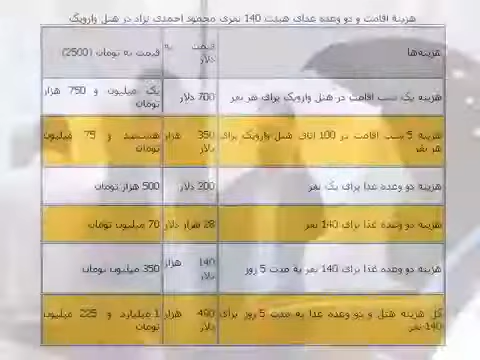 هزینه اقامت و دو وعده غذای هیئت 140 نفری محمود احمدی نژاد در هتل وارویک
هزینه‌ها
قیمت به
دلار
قیمت به تومان (2500)
هزینه یک شب اقامت در هتل وارویک برای هر نفر
700 دلار
یک میلیون و 750 هزار
تومان
هزینه 5 شب اقامت در 100 اتاق هتل وارویک برای
هر نفر
350 هزار
دلار
هشتصد و 75 میلیون
تومان
هزینه دو وعده غذا برای یک نفر
200 دلار
500 هزار تومان
هزینه دو وعده غذا برای 140 نفر
28 هزار دلار
70 میلیون تومان
هزینه دو وعده غذا برای 140 نفر به مدت 5 روز
140 هزار
دلار
350 میلیون تومان
کل هزینه هتل و دو وعده غذا به مدت 5 روز برای
140 نفر
490 هزار
دلار
1 میلیارد و 225 میلیون
تومان